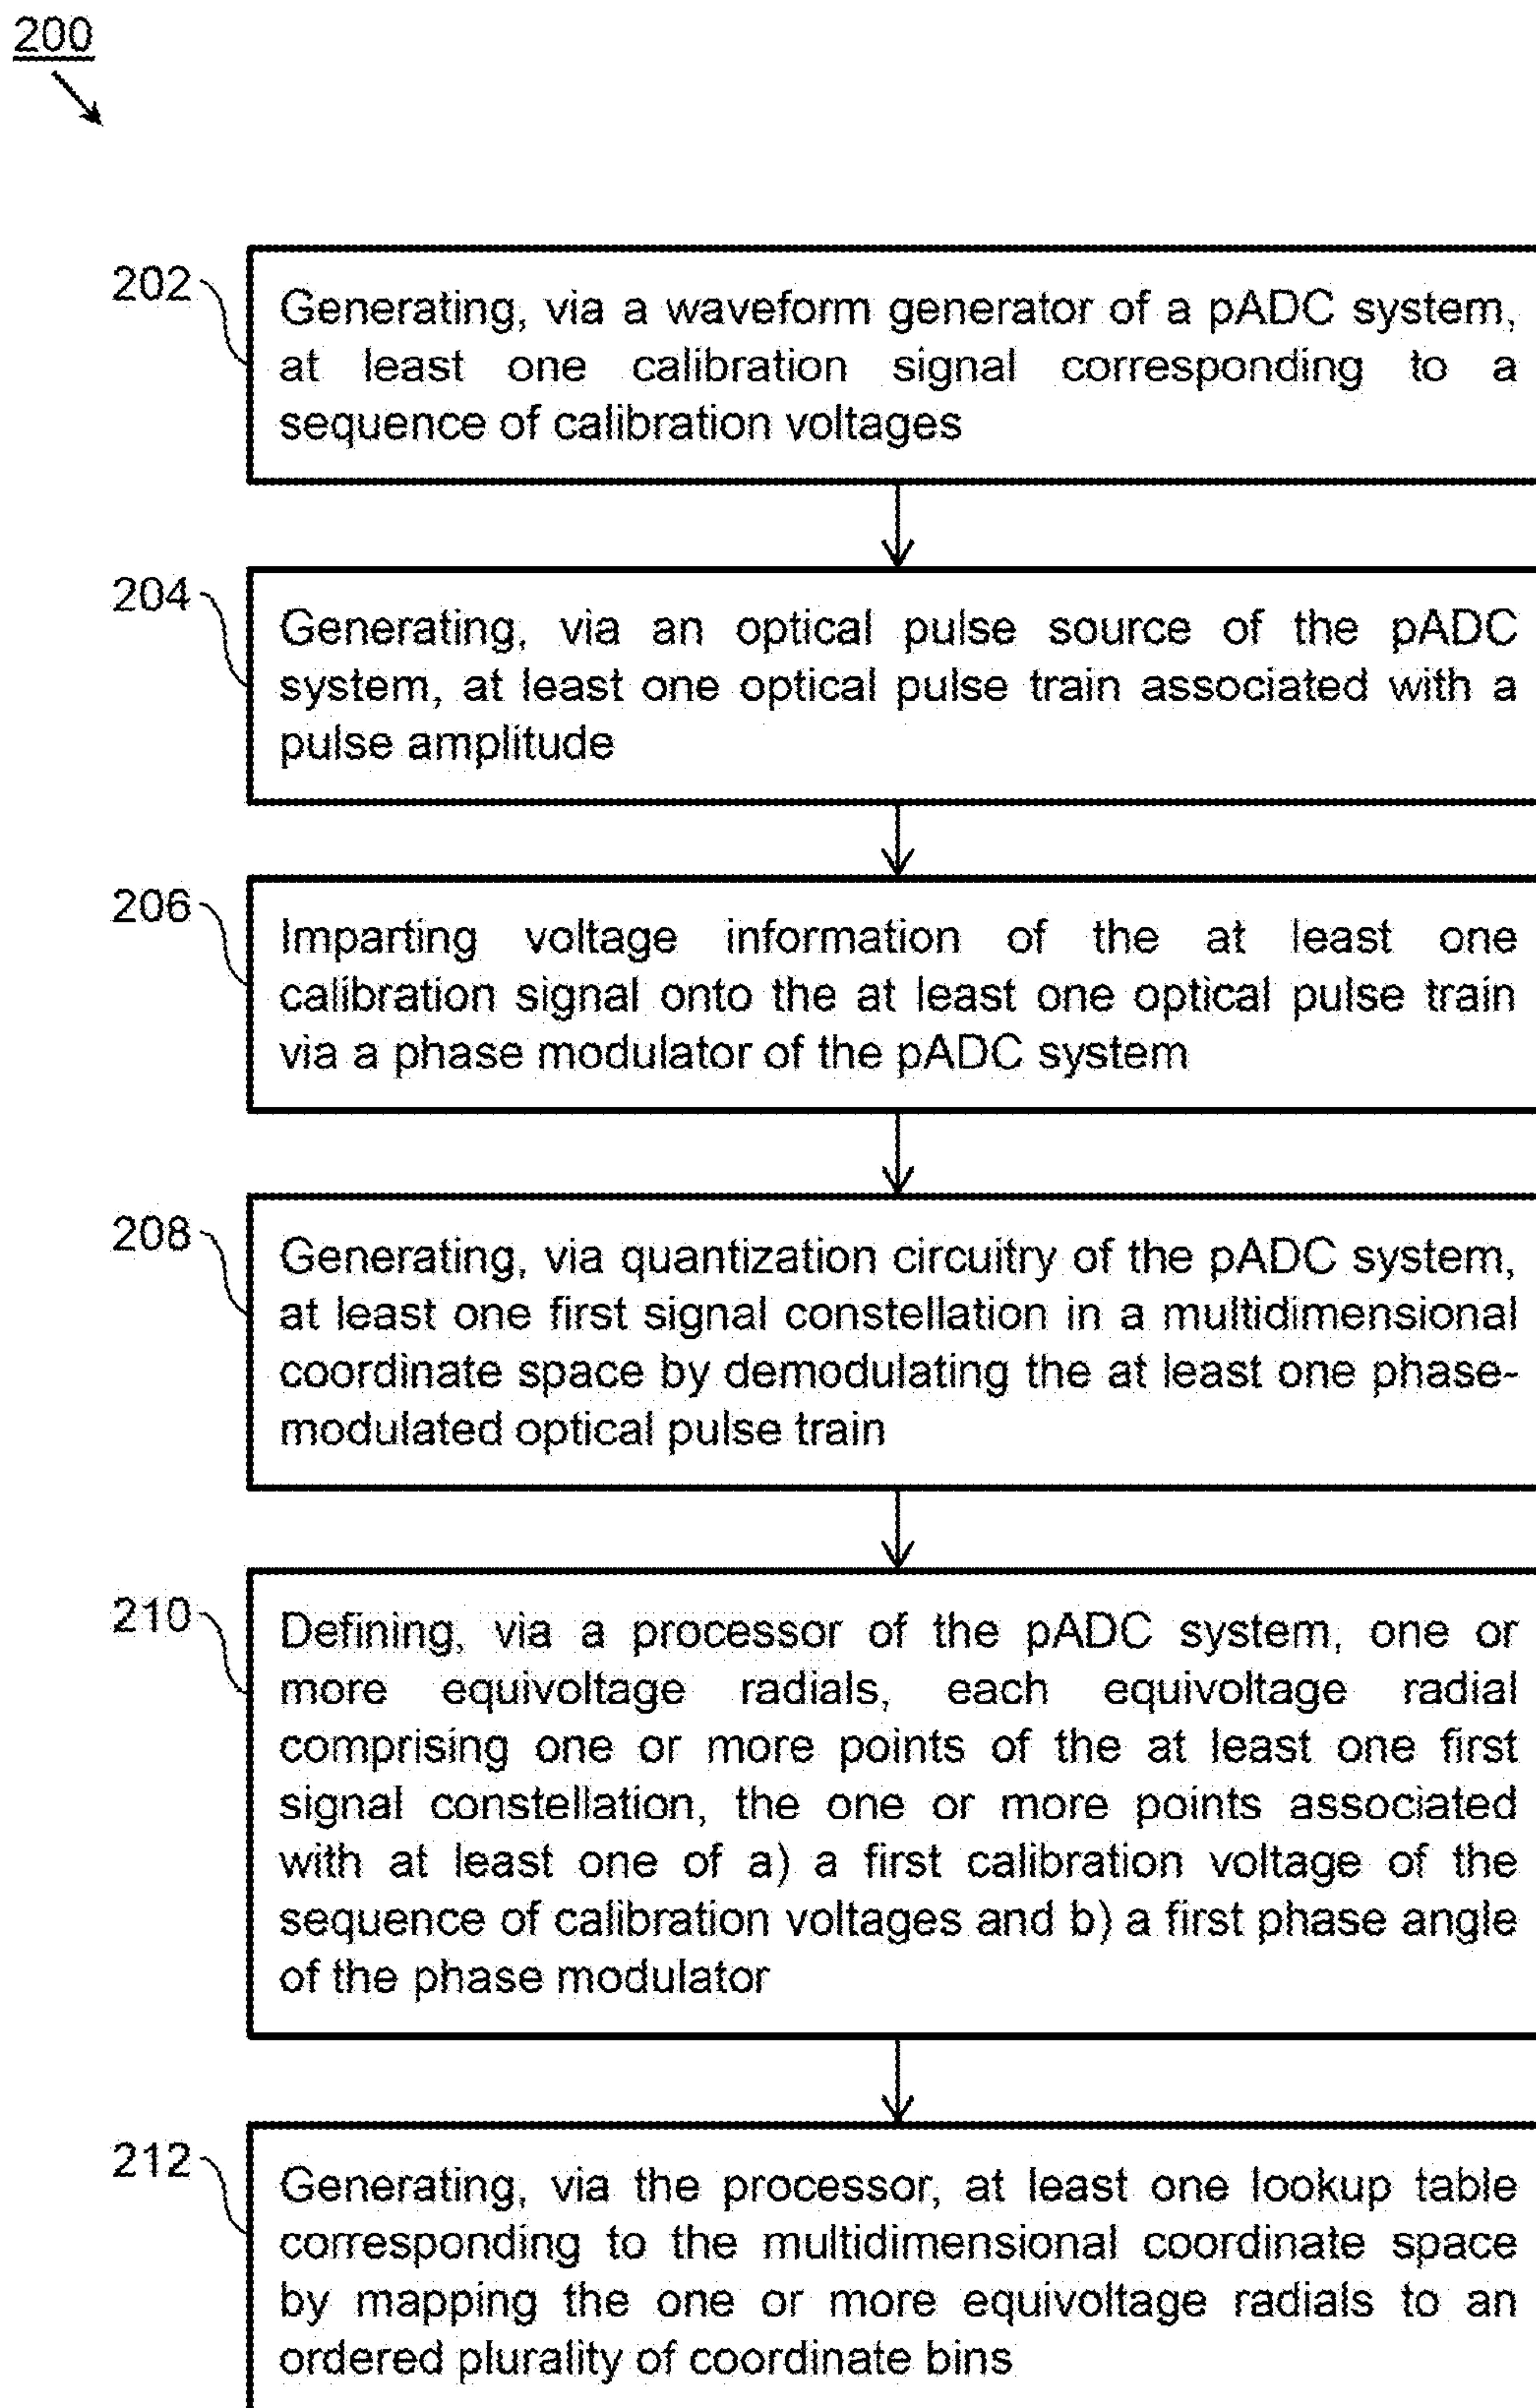 200
202
Generating, via a waveform generator of a pADC system,
at least one calibration signal corresponding to a
sequence of calibration voltages
204
Generating, via an optical pulse source of the pADC
system, at least one optical pulse train associated with a
pulse amplitude
206
Imparting voltage information of the at least one
calibration signal onto the at least one optical pulse train
via a phase modulator of the pADC system
208
Generating, via quantization circuitry of the pADC system,
at least one first signal constellation in a multidimensional
coordinate space by demodulating the at least one phase-
modulated optical pulse train
210
Defining, via a processor of the pADC system, one or
more equivoltage radials, each equivoltage radial
comprising one or more points of the at least one first
signal constellation, the one or more points associated
with at least one of a) a first calibration voltage of the
sequence of calibration voltages and b) a first phase angle
of the phase modulator
212
Generating, via the processor, at least one lookup table
corresponding to the multidimensional coordinate space
by mapping the one or more equivoltage radials to an
ordered plurality of coordinate bins